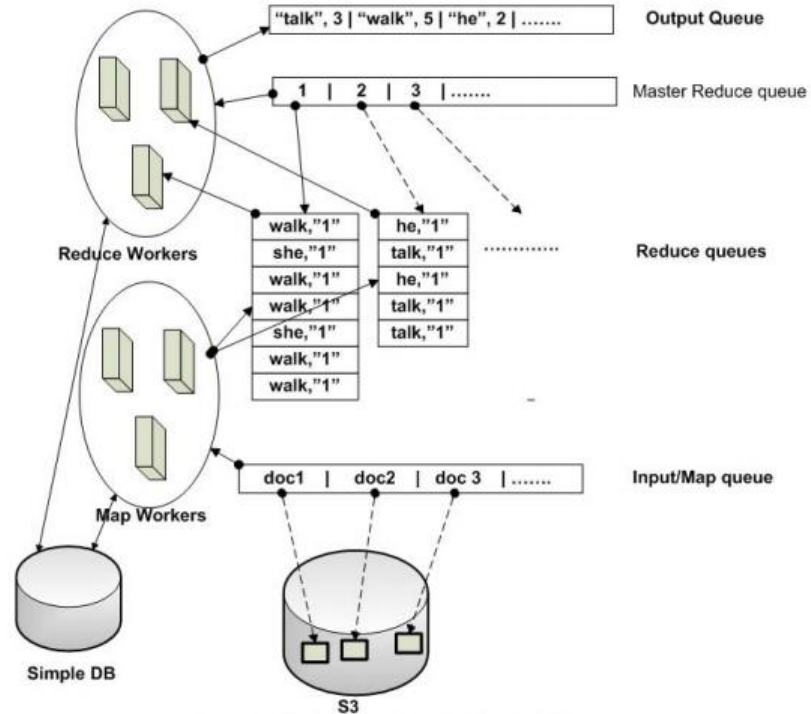 “talk”, 3 | “walk”, 5 | “he”, 2 | .......
Output Queue
1 | 2 | 3 | .......
Master Reduce queue
Reduce Workers
walk,”1”
she,”1”
walk,”1”
walk,”1”
she,”1”
walk,”1”
walk,”1”
he,”1”
talk,”1”
he,”1”
talk,”1”
talk,”1”
............
Reduce queues
Map Workers
doc1 | doc2 | doc 3 | .......
Input/Map queue
Simple DB
S3